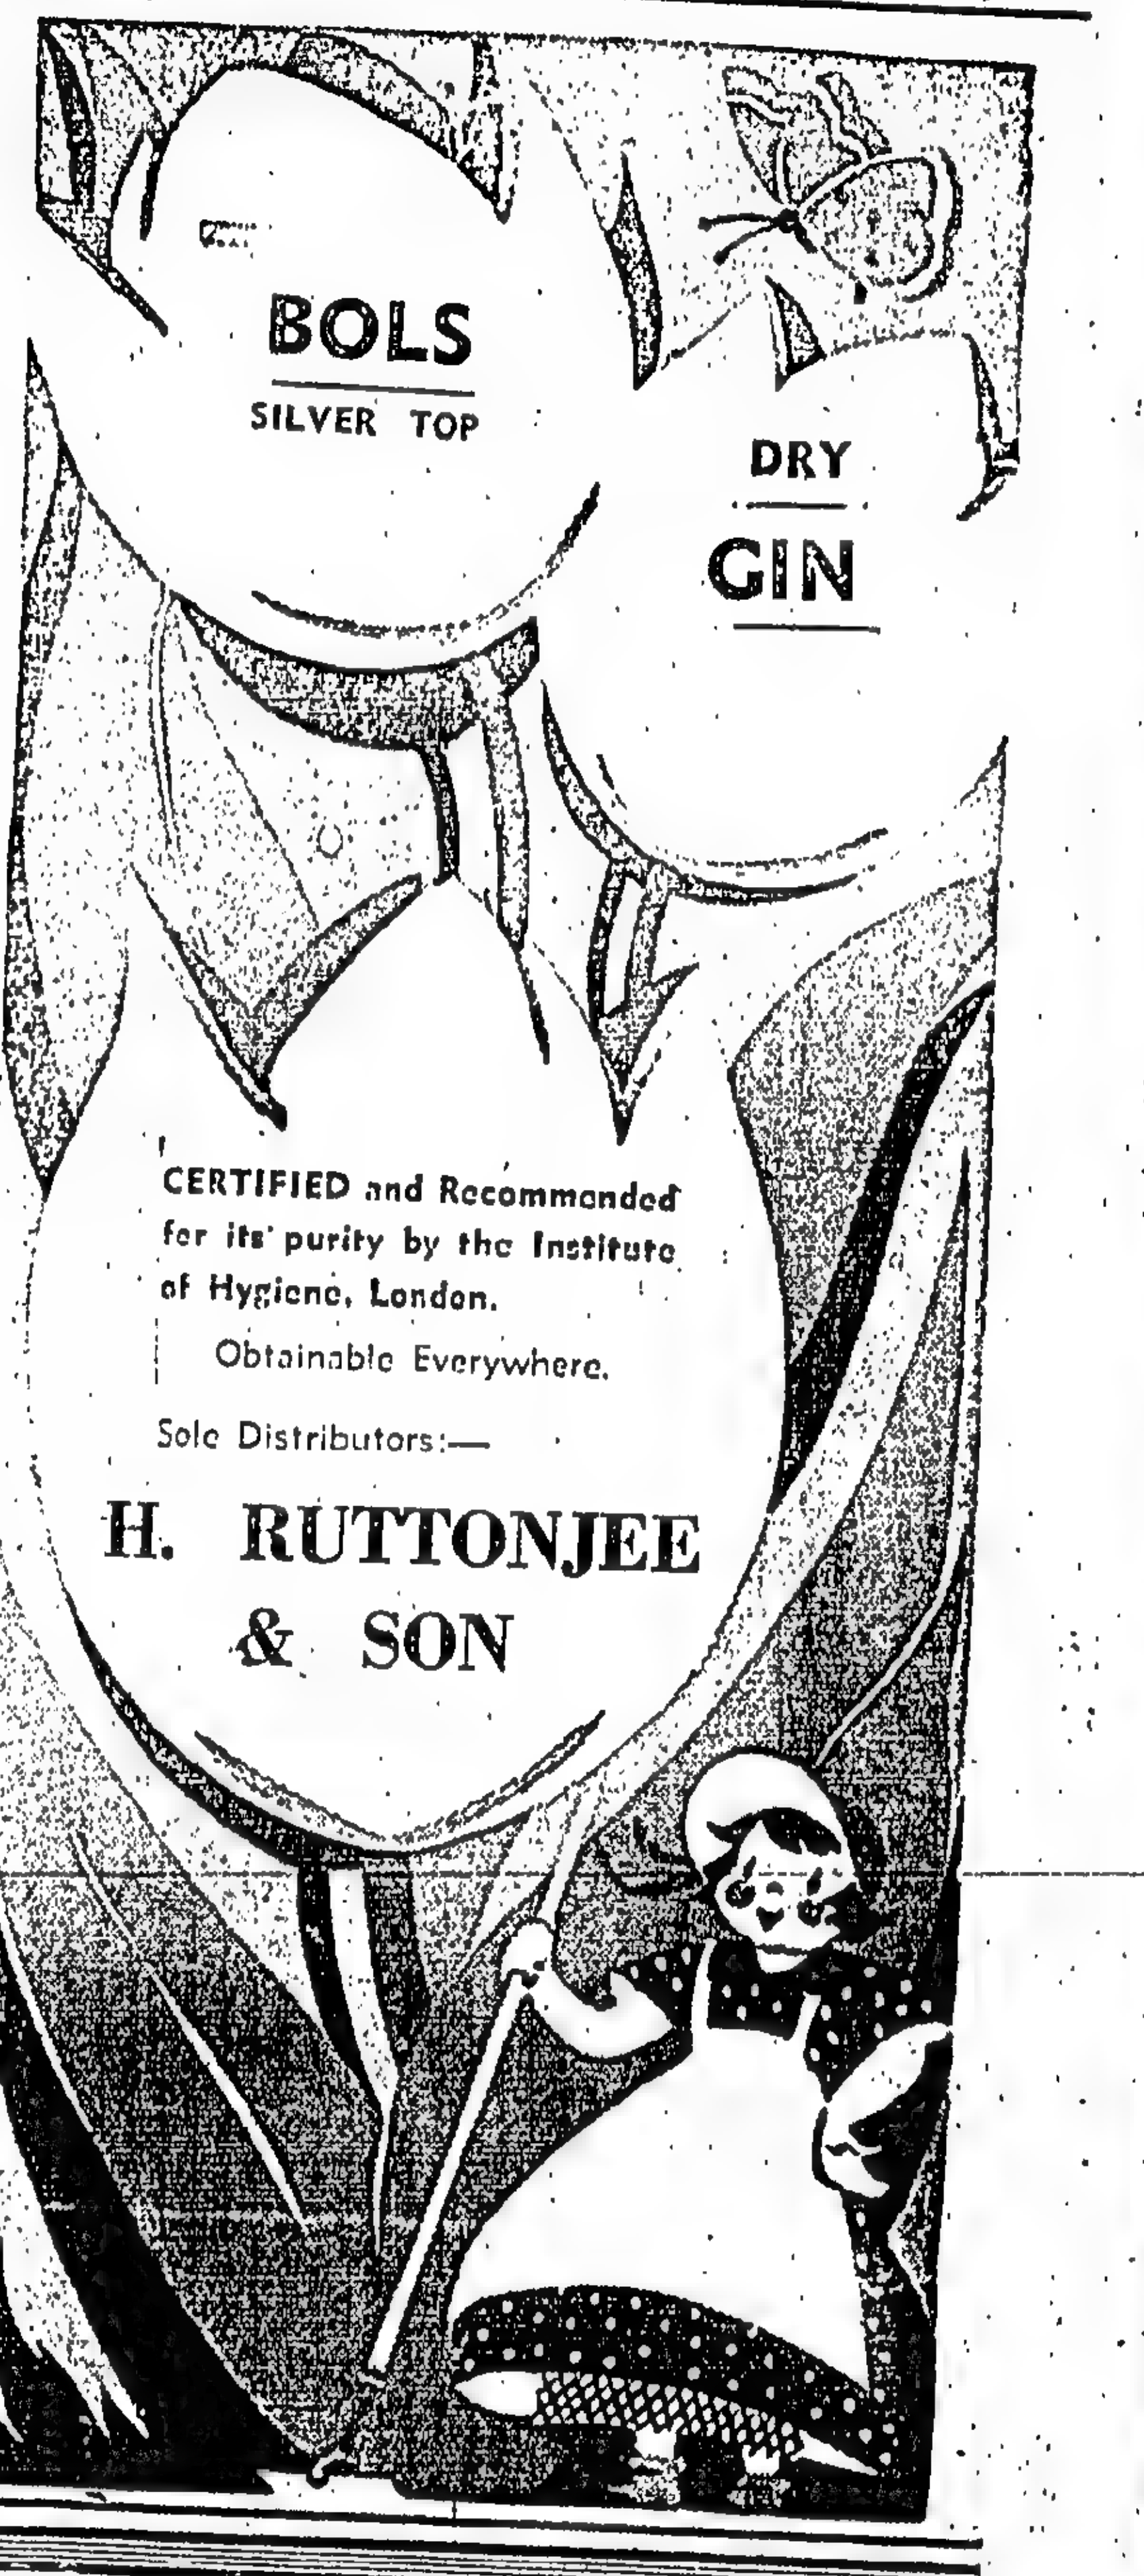 BOLS
SILVER TOP
DRY
GIN
CERTIFIED and Recommended
for its purity by the Institute
of Hygiene, London.
Obtainable Everywhere.
Sole Distributors:—
H. RUTTONJEE
& SON